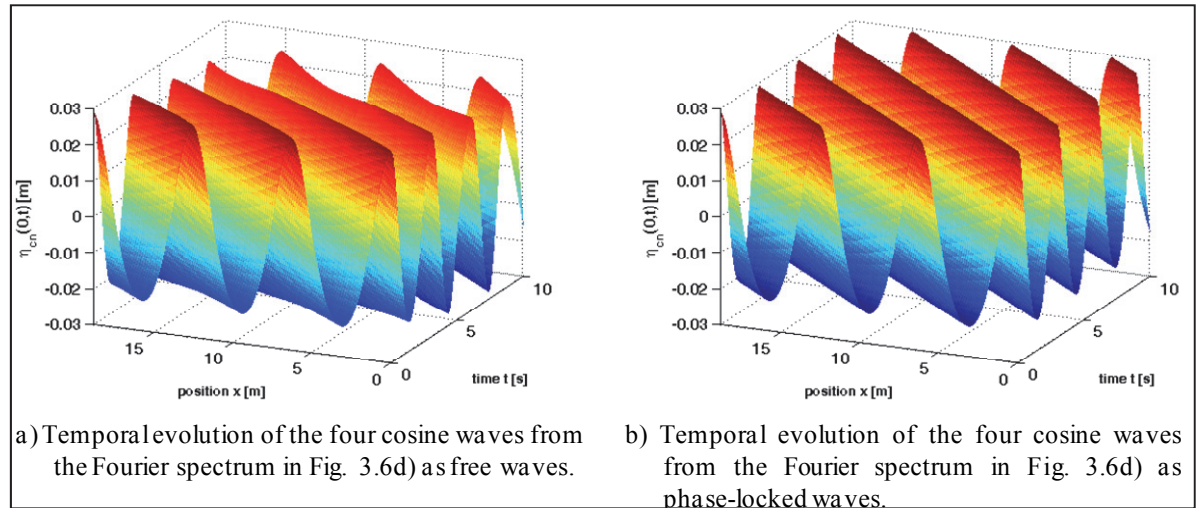 0.03
0.02
0.01
0
-0.01
-0.02
-0.03
η_cn(0,t) [m]
15
10
5
0
position x [m]
0
5
10
time t [s]
0.03
0.02
0.01
0
-0.01
-0.02
-0.03
η_cn(0,t) [m]
15
10
5
0
position x [m]
0
5
10
time t [s]
a) Temporal evolution of the four cosine waves from
the Fourier spectrum in Fig. 3.6d) as free waves.
b) Temporal evolution of the four cosine waves
from the Fourier spectrum in Fig. 3.6d) as
phase-locked waves.